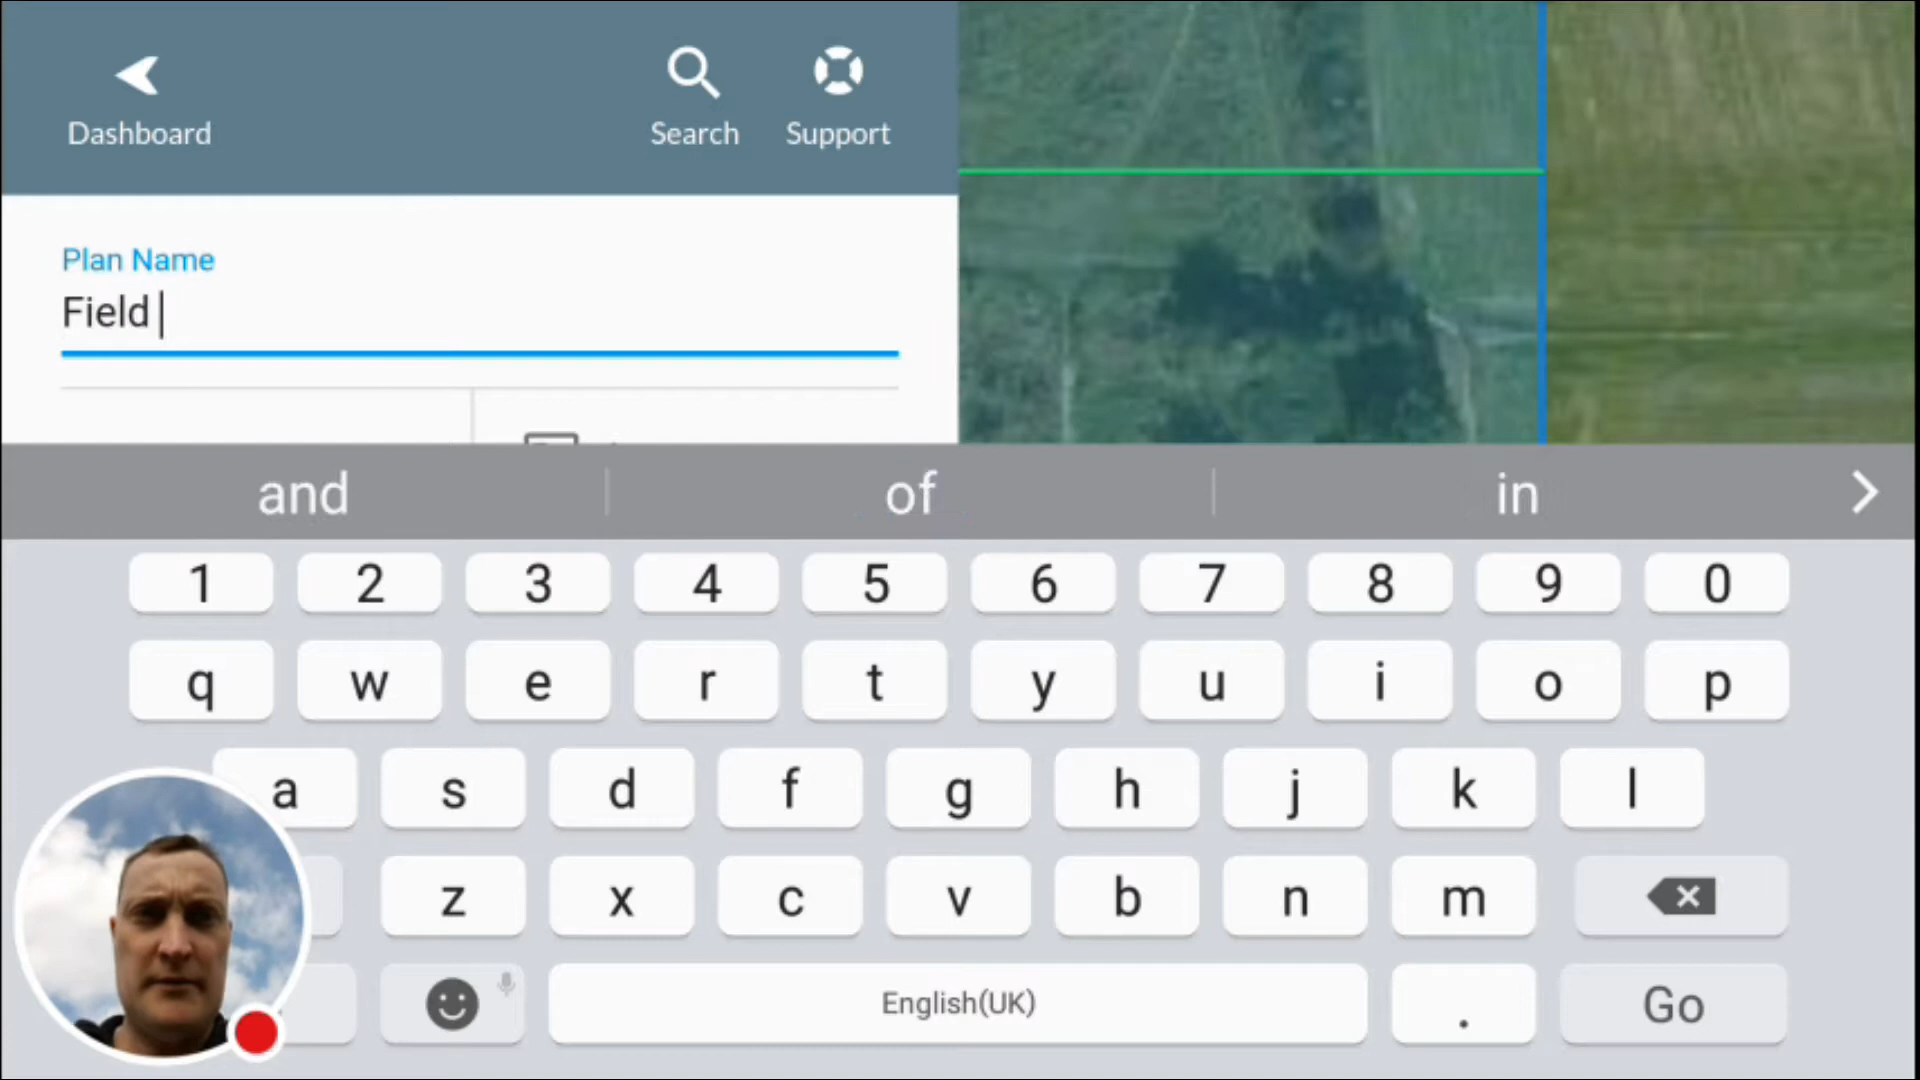 Dashboard
Search
Support
Plan Name
Field
and
of
in
1 2 3 4 5 6 7 8 9 0
q w e r t y u i o p
a s d f g h j k l
z x c v b n m
English(UK)
.
Go